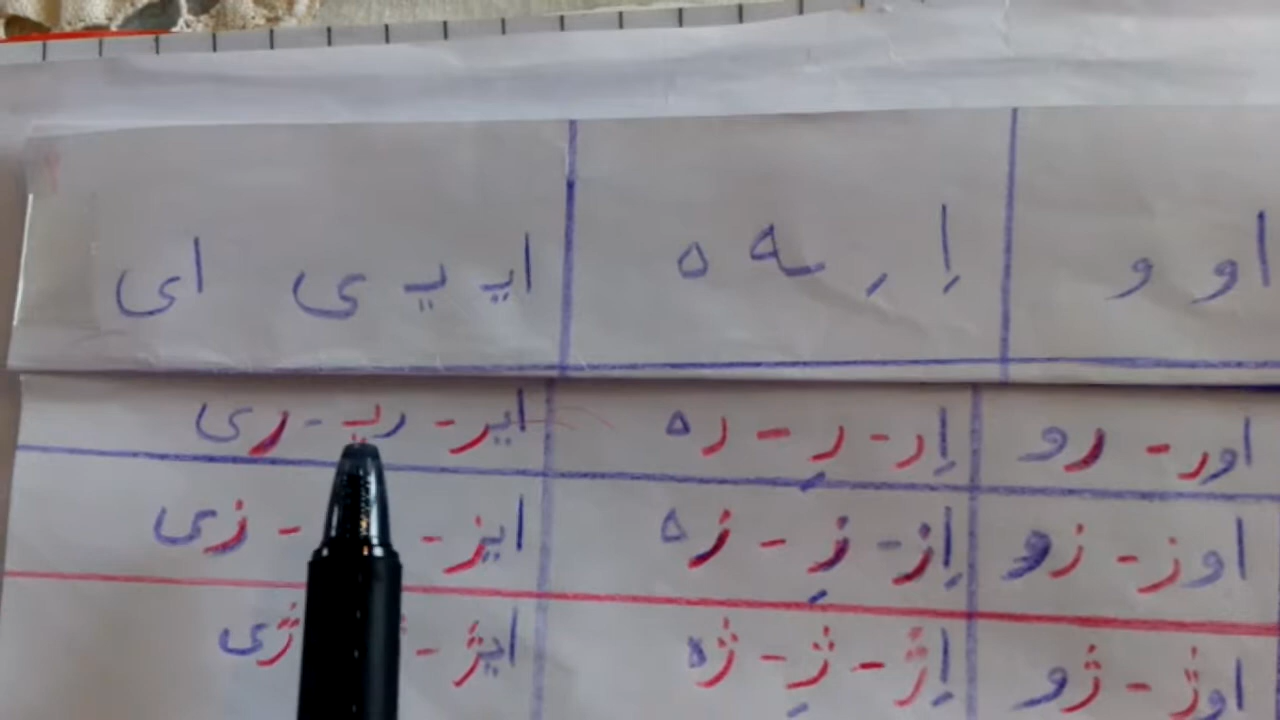 او و اِ ـِ ـه ه ایـ یـ ی ای
اور - رو اِر - رِ - ره ایر - ریـ - ری
اوز - زو اِز - زِ - زه ایز - - زی
اوژ - ژو اِژ - ژِ - ژه ایژ - ژی